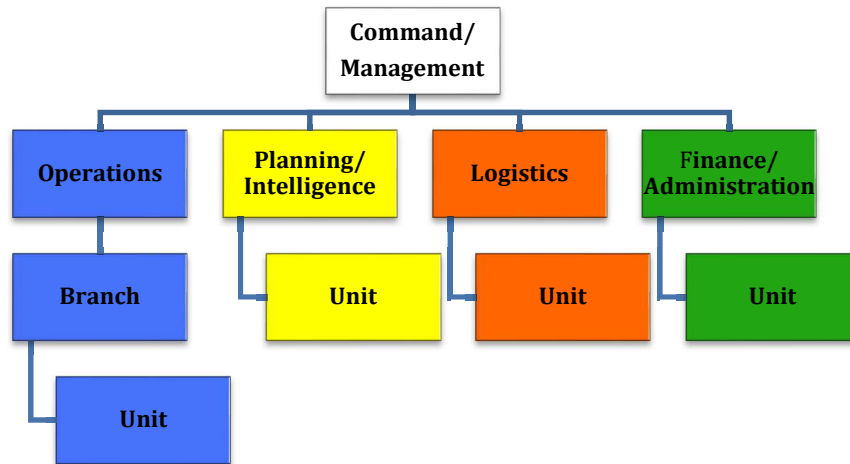 Command/
Management
Operations
Planning/
Intelligence
Logistics
Finance/
Administration
Branch
Unit
Unit
Unit
Unit